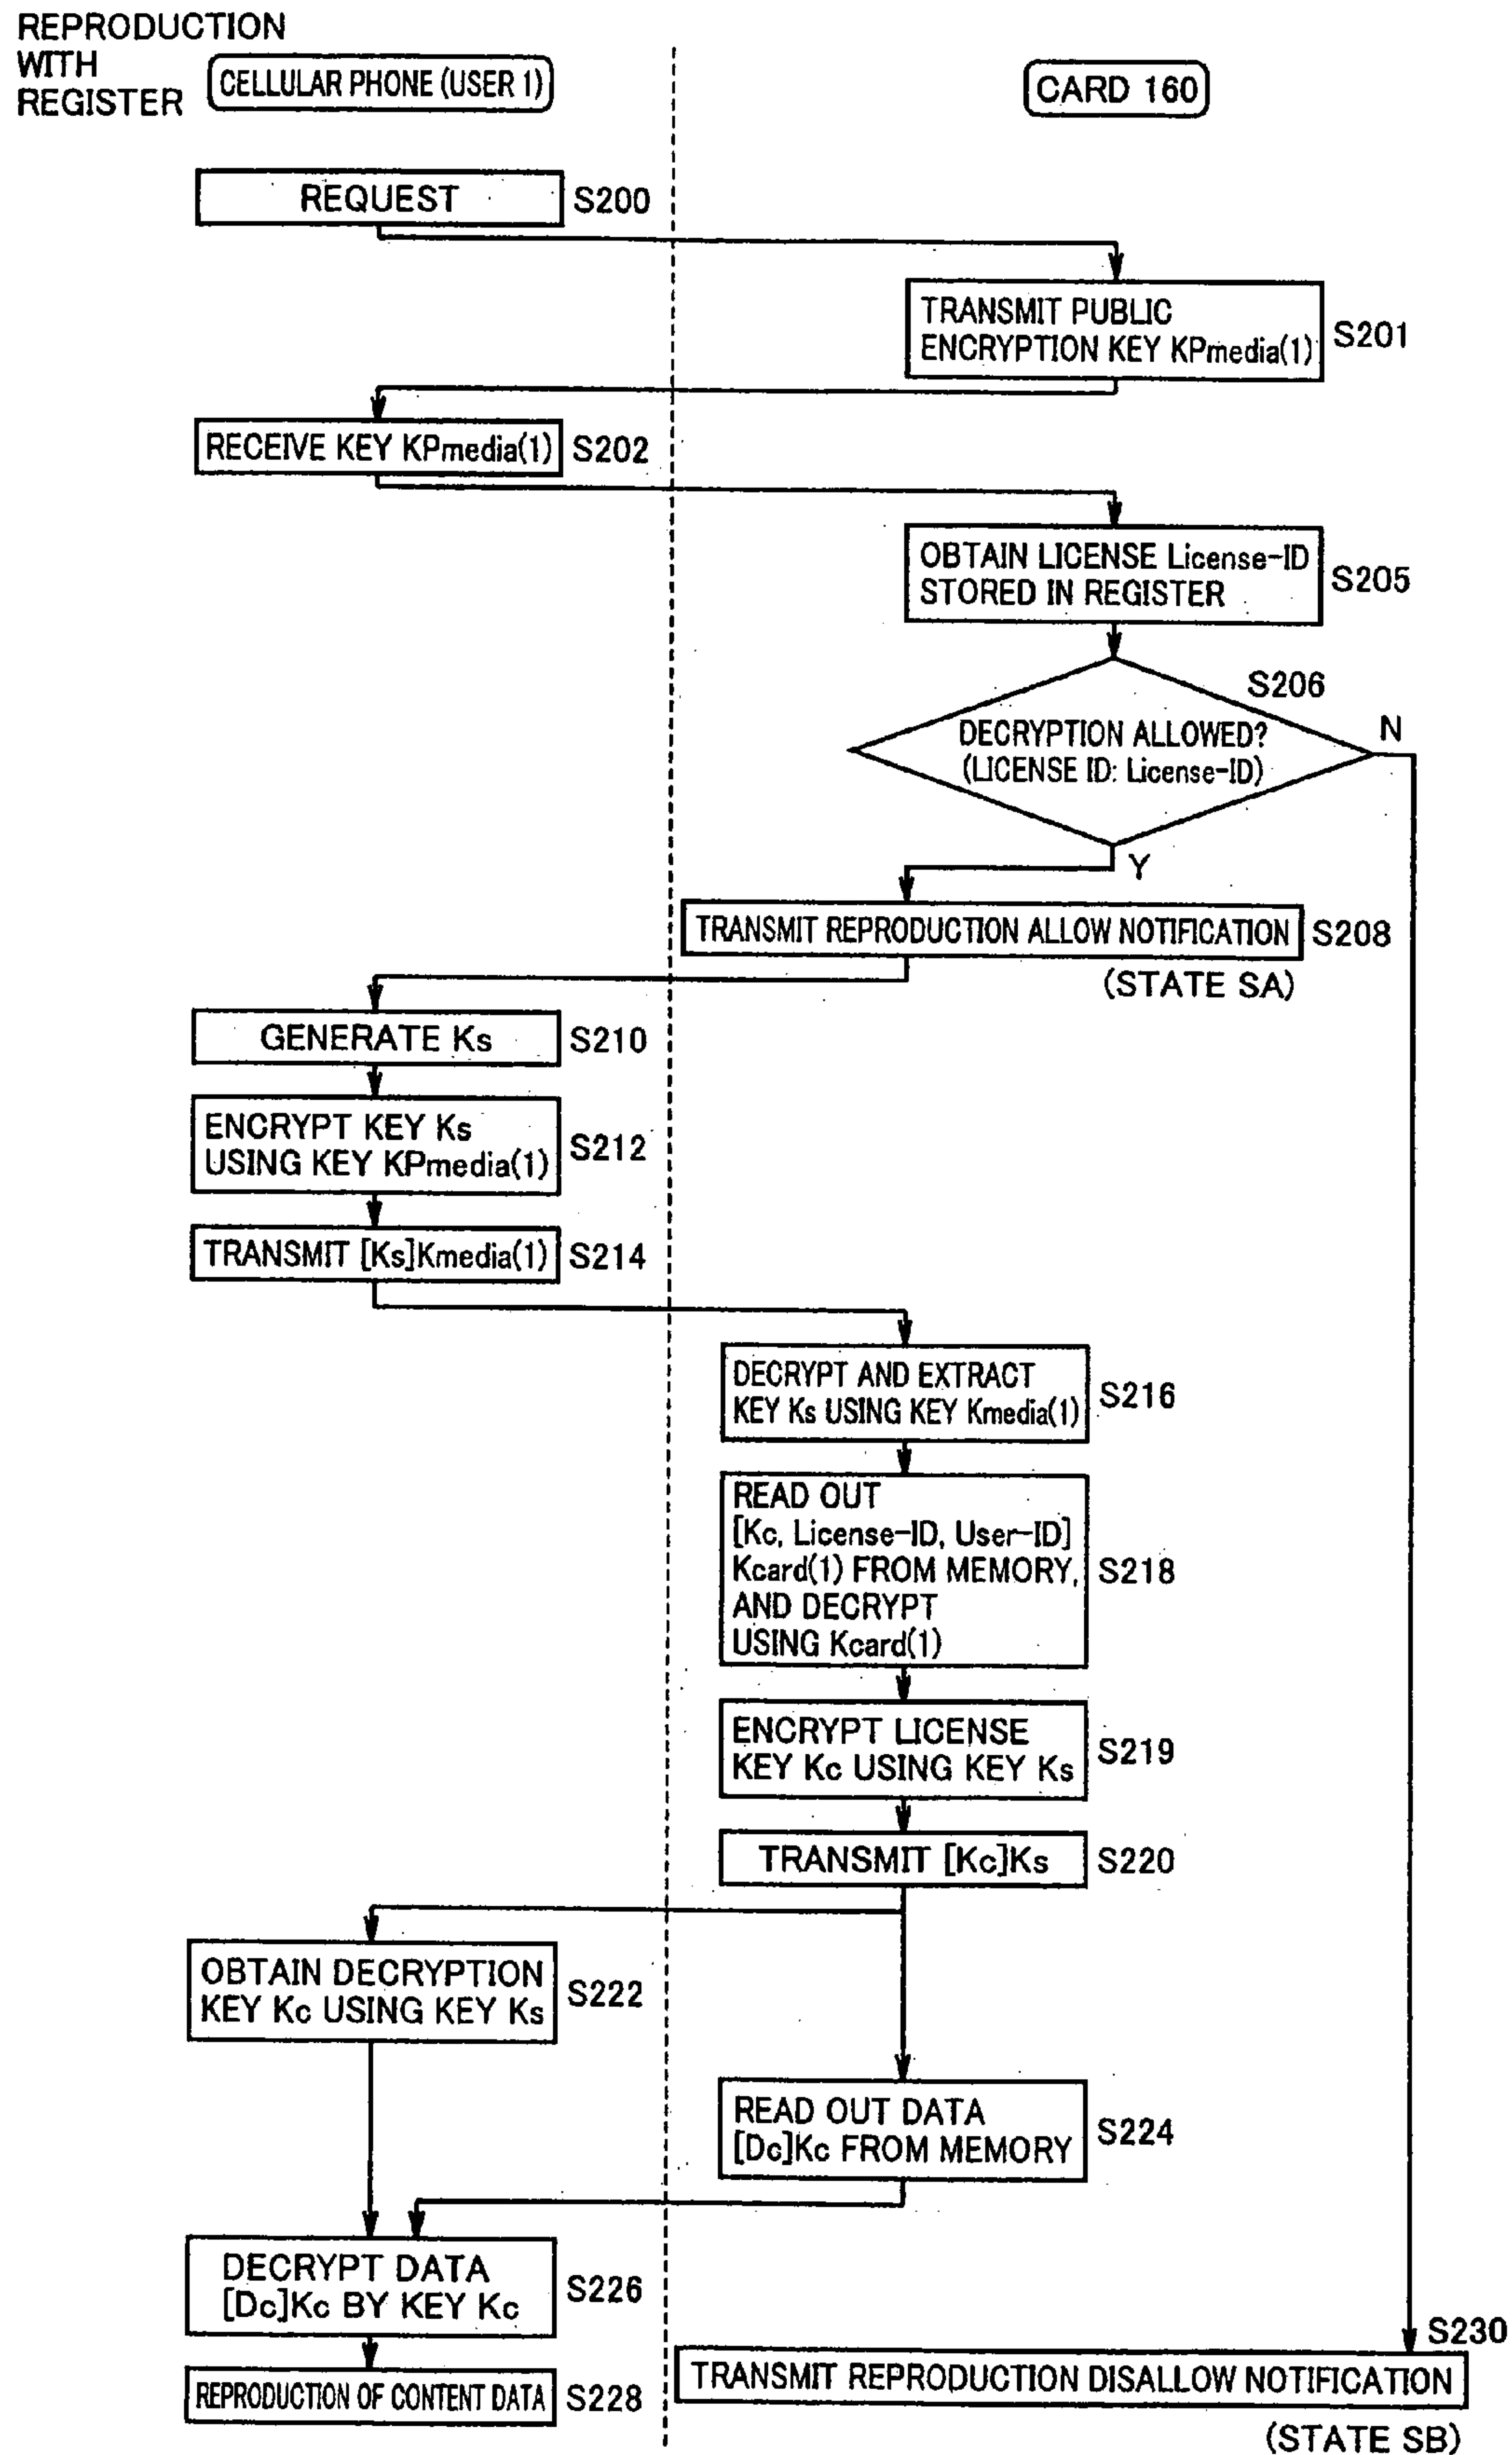 REPRODUCTION
WITH
REGISTER
CELLULAR PHONE (USER 1)
CARD 160
REQUEST
S200
TRANSMIT PUBLIC
ENCRYPTION KEY KPmedia(1)
S201
RECEIVE KEY KPmedia(1)
S202
OBTAIN LICENSE License-ID
STORED IN REGISTER
S205
S206
DECRYPTION ALLOWED?
(LICENSE ID: License-ID)
N
Y
TRANSMIT REPRODUCTION ALLOW NOTIFICATION
S208
(STATE SA)
GENERATE Ks
S210
ENCRYPT KEY Ks
USING KEY KPmedia(1)
S212
TRANSMIT [Ks]Kmedia(1)
S214
DECRYPT AND EXTRACT
KEY Ks USING KEY Kmedia(1)
S216
READ OUT
[Kc, License-ID, User-ID]
Kcard(1) FROM MEMORY,
AND DECRYPT
USING Kcard(1)
S218
ENCRYPT LICENSE
KEY Kc USING KEY Ks
S219
TRANSMIT [Kc]Ks
S220
OBTAIN DECRYPTION
KEY Kc USING KEY Ks
S222
READ OUT DATA
[Dc]Kc FROM MEMORY
S224
DECRYPT DATA
[Dc]Kc BY KEY Kc
S226
REPRODUCTION OF CONTENT DATA
S228
S230
TRANSMIT REPRODUCTION DISALLOW NOTIFICATION
(STATE SB)